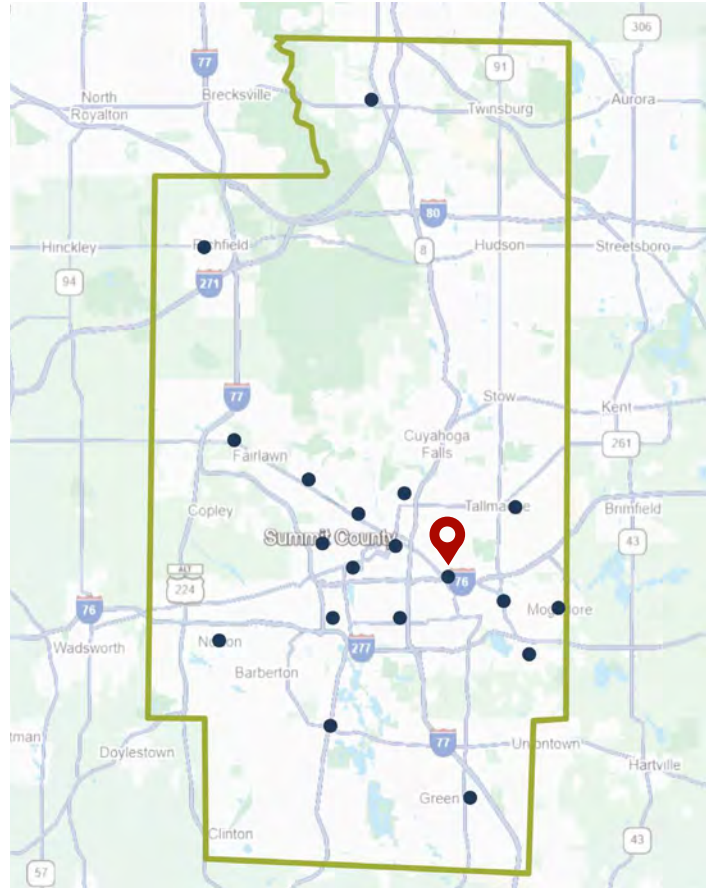 306
77
91
North
Royalton
Brecksville
Twinsburg
Aurora
80
Hinckley
Richfield
8
Hudson
Streetsboro
94
271
77
Stow
Kent
Cuyahoga
Falls
261
Fairlawn
Copley
Tallmadge
Brimfield
Summit County
43
ALT
224
76
76
Mogadore
Wadsworth
Norton
277
Barberton
tman
Doylestown
77
Uniontown
Hartville
Green
Clinton
43
57